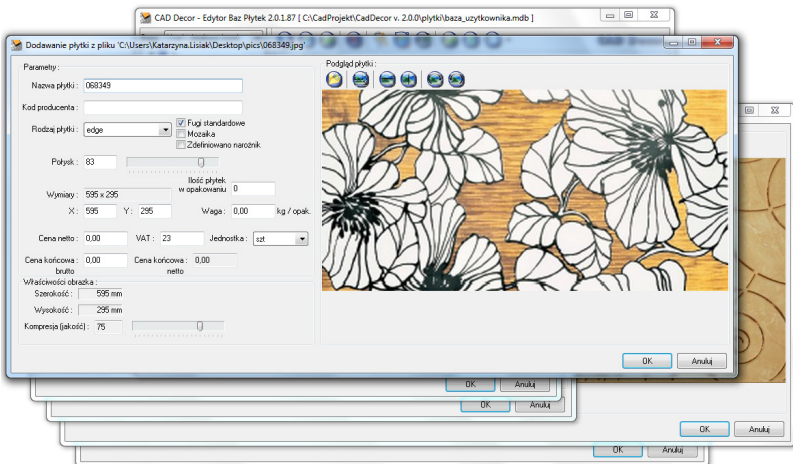 CAD Decor - Edytor Baz Płytek 2.0.1.87 [ C:\CadProjekt\CadDecor v. 2.0.0\plytki\baza_uzytkownika.mdb ]
Dodawanie płytki z pliku 'C:\Users\Katarzyna.Lisiak\Desktop\pics\068349.jpg'
Parametry :
Nazwa płytki : 068349
Kod producenta :
Rodzaj płytki : edge
Fugi standardowe
Mozaika
Zdefiniowano narożnik
Połysk : 83
Ilość płytek
w opakowaniu 0
Wymiary : 595 x 295
X : 595 Y : 295 Waga : 0,00 kg / opak.
Cena netto : 0,00 VAT : 23 Jednostka : szt
Cena końcowa : 0,00 Cena końcowa : 0,00
brutto netto
Właściwości obrazka :
Szerokość : 595 mm
Wysokość : 295 mm
Kompresja (jakość) : 75
Podgląd płytki :
OK Anuluj
OK Anuluj
OK Anuluj
OK Anuluj
OK Anuluj